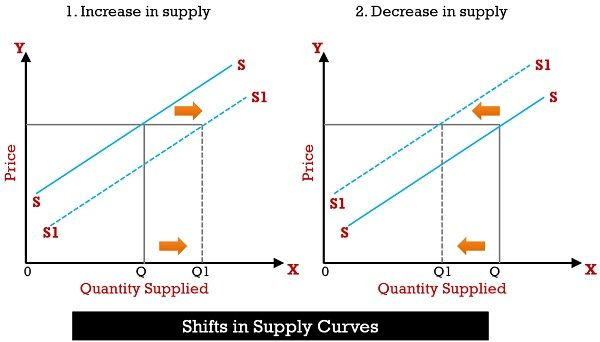 1. Increase in supply
Y
S
S1
S
S1
Price
0
Q
Q1
X
Quantity Supplied
2. Decrease in supply
Y
S1
S
S1
S
Price
0
Q1
Q
X
Quantity Supplied
Shifts in Supply Curves